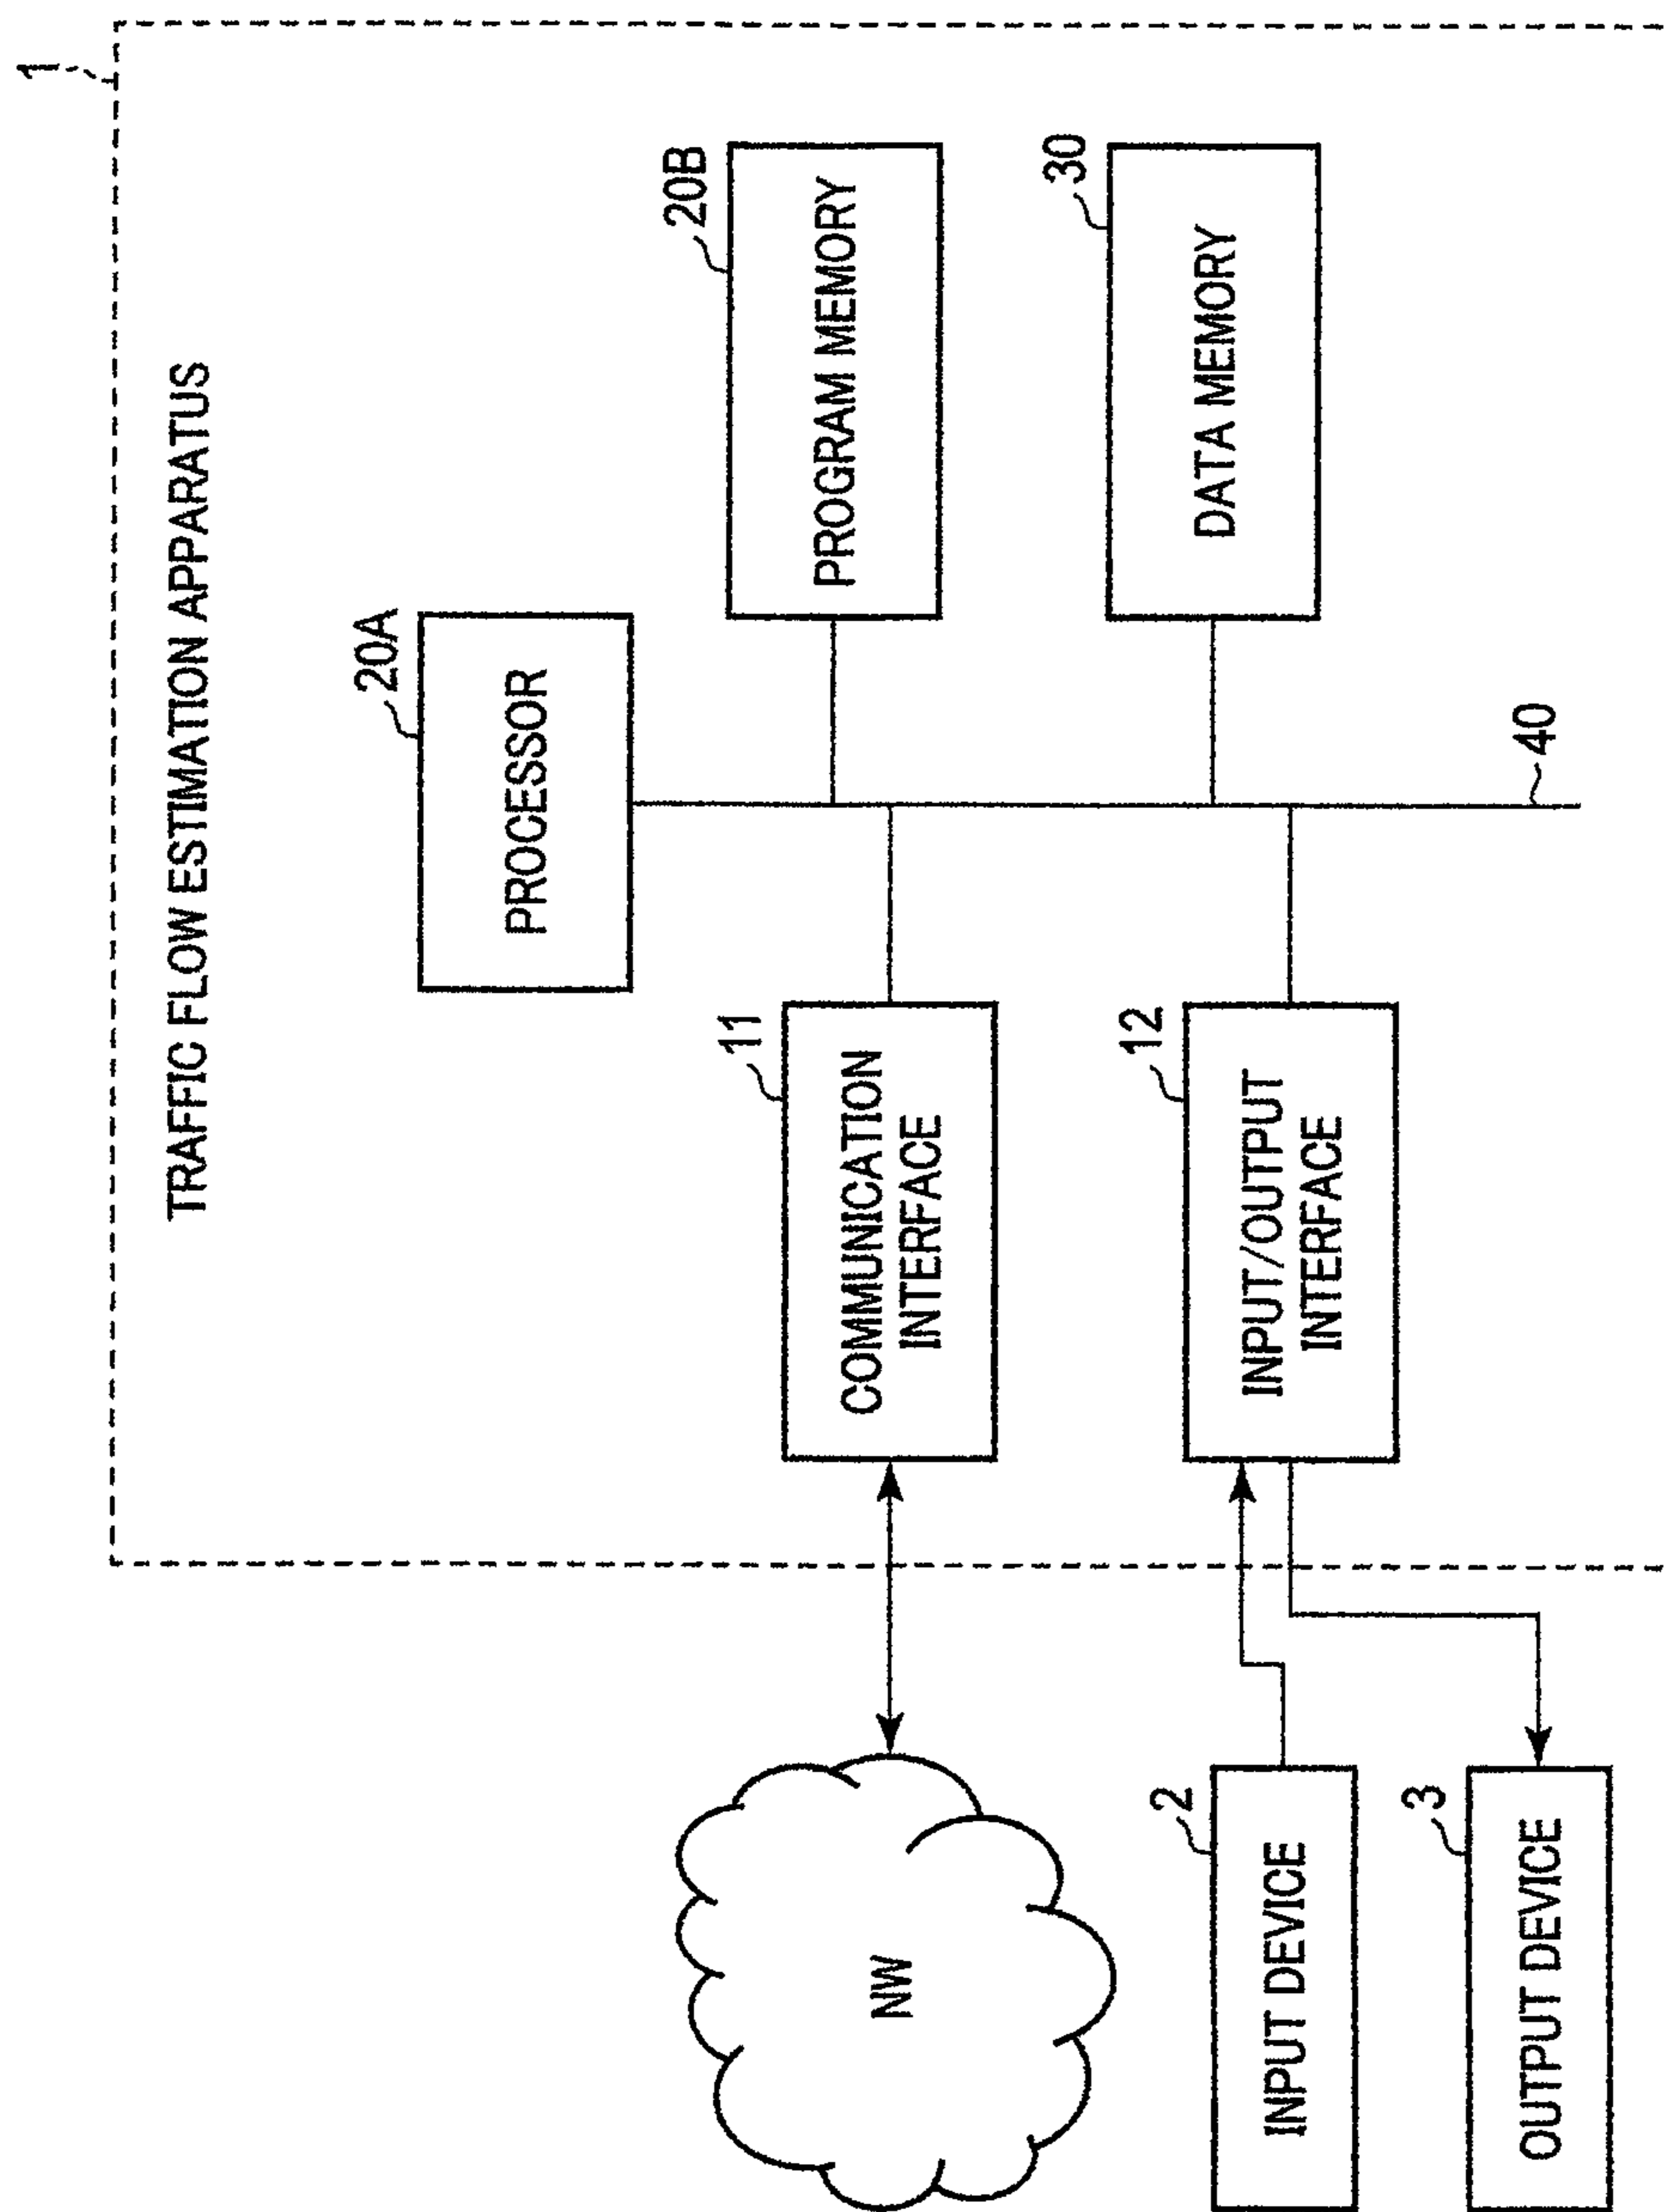 1
TRAFFIC FLOW ESTIMATION APPARATUS
20A
PROCESSOR
11
COMMUNICATION
INTERFACE
20B
PROGRAM MEMORY
NW
12
INPUT/OUTPUT
INTERFACE
30
DATA MEMORY
2
INPUT DEVICE
3
OUTPUT DEVICE
40